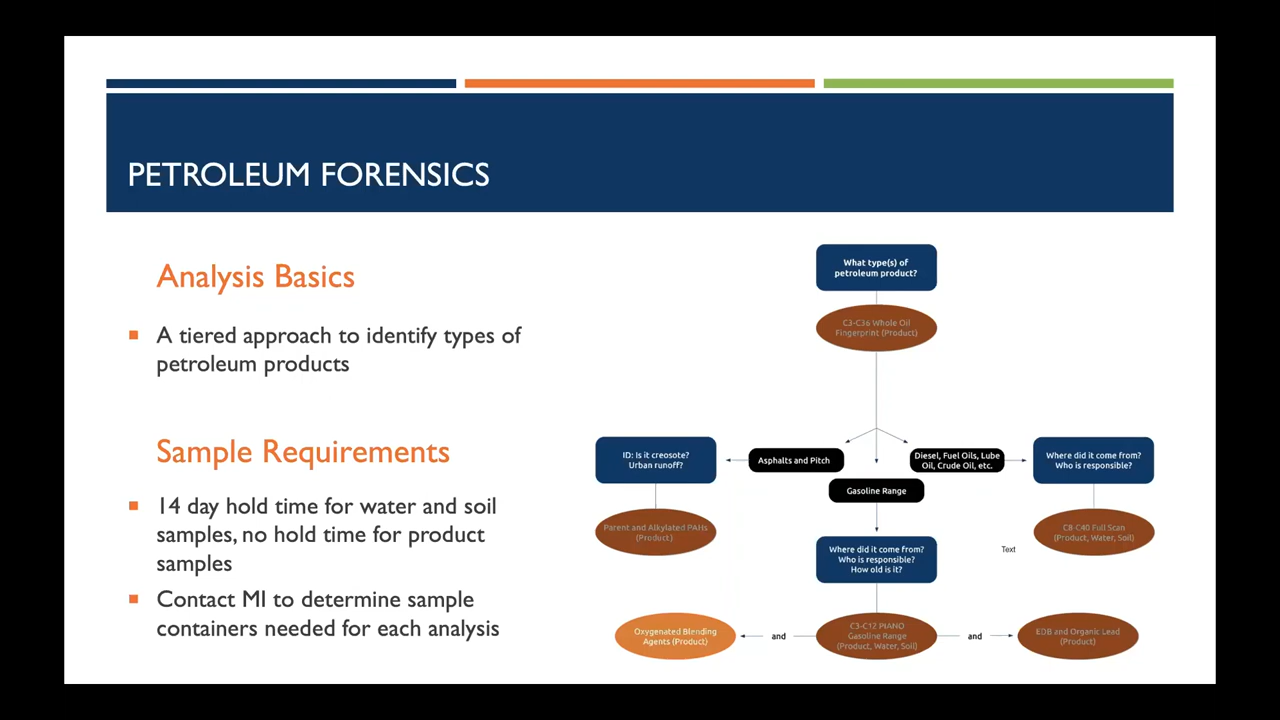 PETROLEUM FORENSICS
Analysis Basics
A tiered approach to identify types of
petroleum products
Sample Requirements
14 day hold time for water and soil
samples, no hold time for product
samples
Contact MI to determine sample
containers needed for each analysis
What type(s) of
petroleum product?
C3-C36 Whole Oil
Fingerprint (Product)
ID: Is it creosote?
Urban runoff?
Asphalts and Pitch
Diesel, Fuel Oils, Lube
Oil, Crude Oil, etc.
Where did it come from?
Who is responsible?
Gasoline Range
Parent and Alkylated PAHs
(Product)
C8-C40 Full Scan
(Product, Water, Soil)
Text
Where did it come from?
Who is responsible?
How old is it?
Oxygenated Blending
Agents (Product)
and
C3-C12 PIANO
Gasoline Range
(Product, Water, Soil)
and
EDB and Organic Lead
(Product)